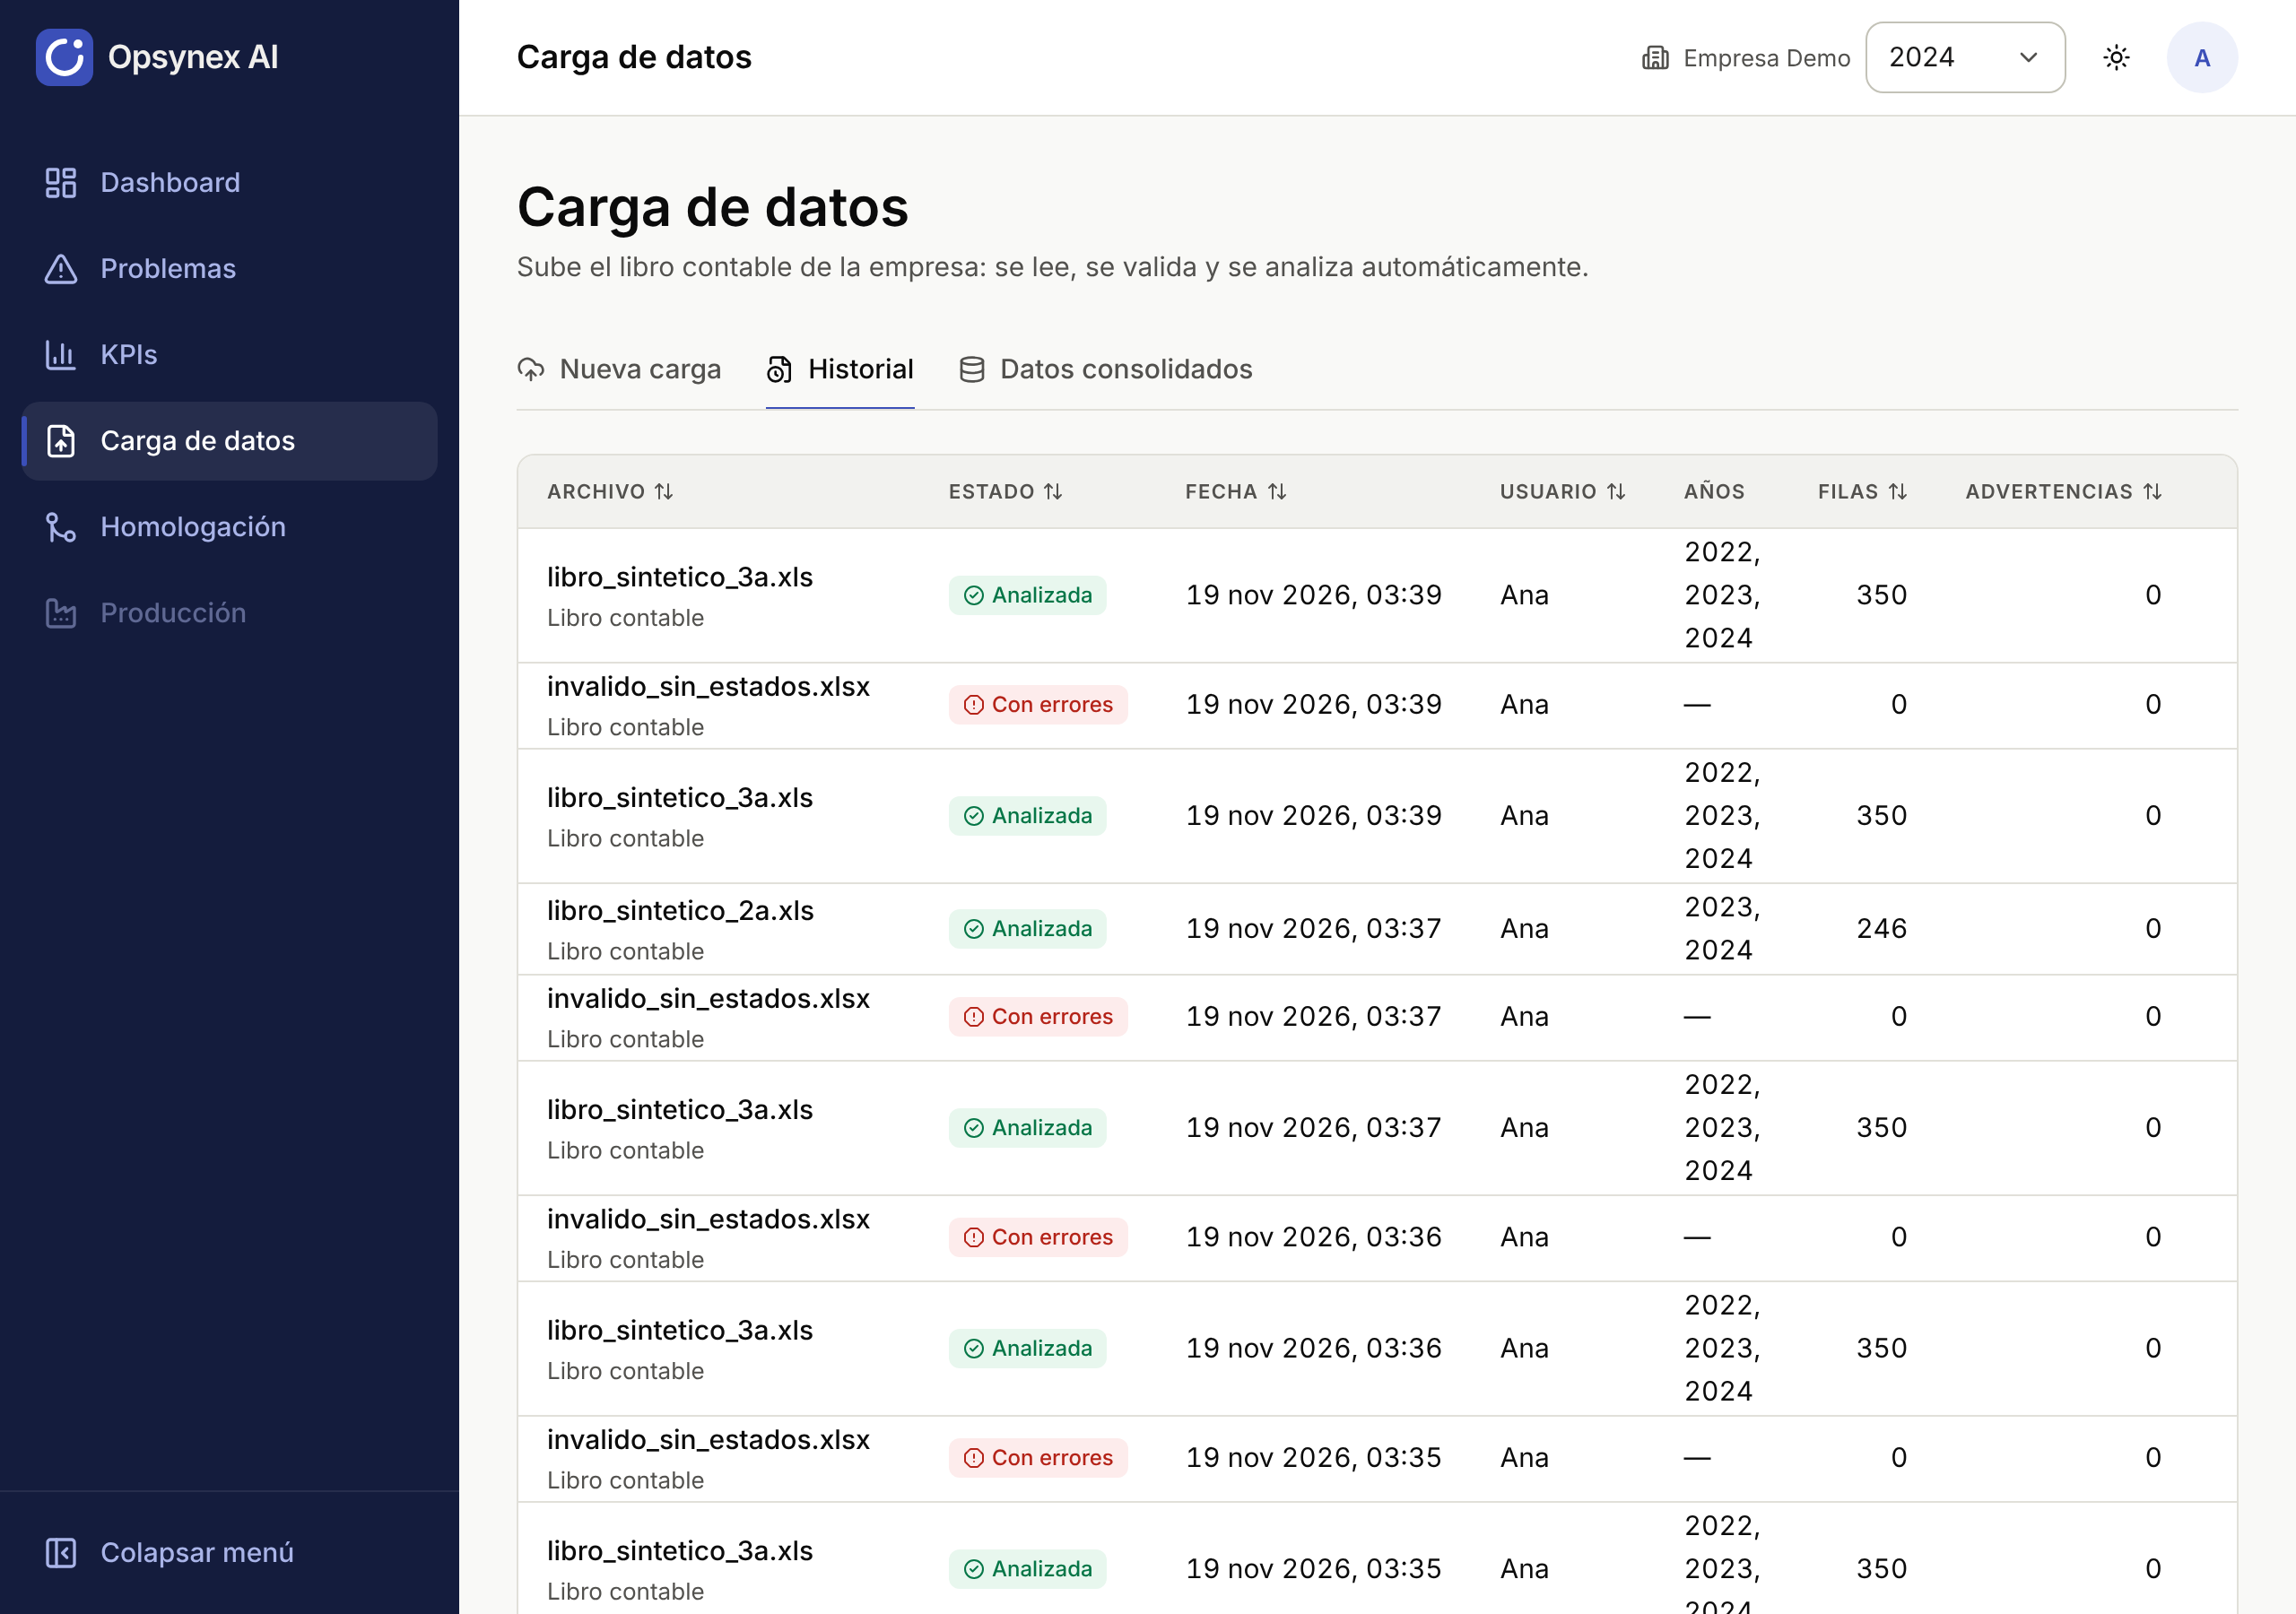 Opsynex AI
Carga de datos
Empresa Demo
2024
A
Dashboard
Problemas
KPIs
Carga de datos
Homologación
Producción
Colapsar menú
Carga de datos
Sube el libro contable de la empresa: se lee, se valida y se analiza automáticamente.
Nueva carga
Historial
Datos consolidados
ARCHIVO ESTADO FECHA USUARIO AÑOS FILAS ADVERTENCIAS
libro_sintetico_3a.xls
Libro contable
Analizada
19 nov 2026, 03:39
Ana
2022,
2023,
2024
350
0
invalido_sin_estados.xlsx
Libro contable
Con errores
19 nov 2026, 03:39
Ana
—
0
0
libro_sintetico_3a.xls
Libro contable
Analizada
19 nov 2026, 03:39
Ana
2022,
2023,
2024
350
0
libro_sintetico_2a.xls
Libro contable
Analizada
19 nov 2026, 03:37
Ana
2023,
2024
246
0
invalido_sin_estados.xlsx
Libro contable
Con errores
19 nov 2026, 03:37
Ana
—
0
0
libro_sintetico_3a.xls
Libro contable
Analizada
19 nov 2026, 03:37
Ana
2022,
2023,
2024
350
0
invalido_sin_estados.xlsx
Libro contable
Con errores
19 nov 2026, 03:36
Ana
—
0
0
libro_sintetico_3a.xls
Libro contable
Analizada
19 nov 2026, 03:36
Ana
2022,
2023,
2024
350
0
invalido_sin_estados.xlsx
Libro contable
Con errores
19 nov 2026, 03:35
Ana
—
0
0
libro_sintetico_3a.xls
Libro contable
Analizada
19 nov 2026, 03:35
Ana
2022,
2023,
2024
350
0